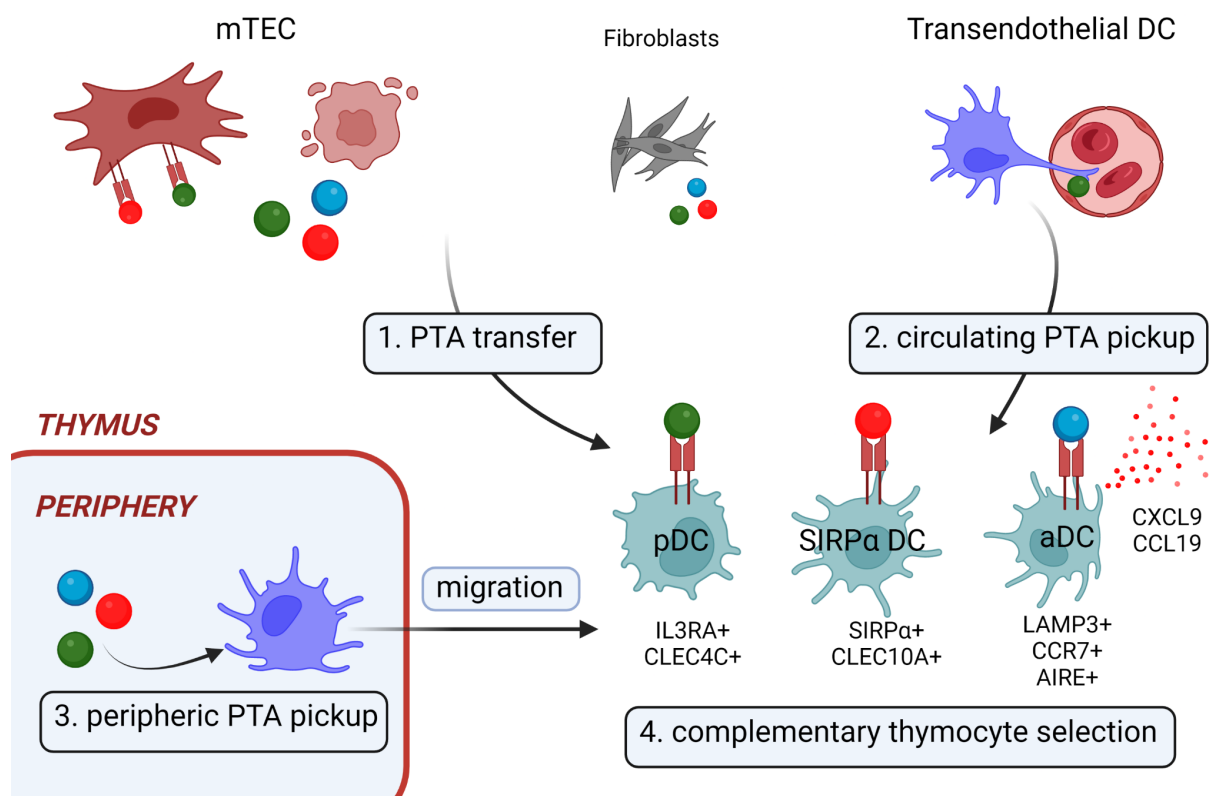 mTEC
Fibroblasts
Transendothelial DC
1. PTA transfer
2. circulating PTA pickup
THYMUS
PERIPHERY
pDC
SIRPα DC
aDC
CXCL9
CCL19
migration
IL3RA+
CLEC4C+
SIRPα+
CLEC10A+
LAMP3+
CCR7+
AIRE+
3. peripheric PTA pickup
4. complementary thymocyte selection